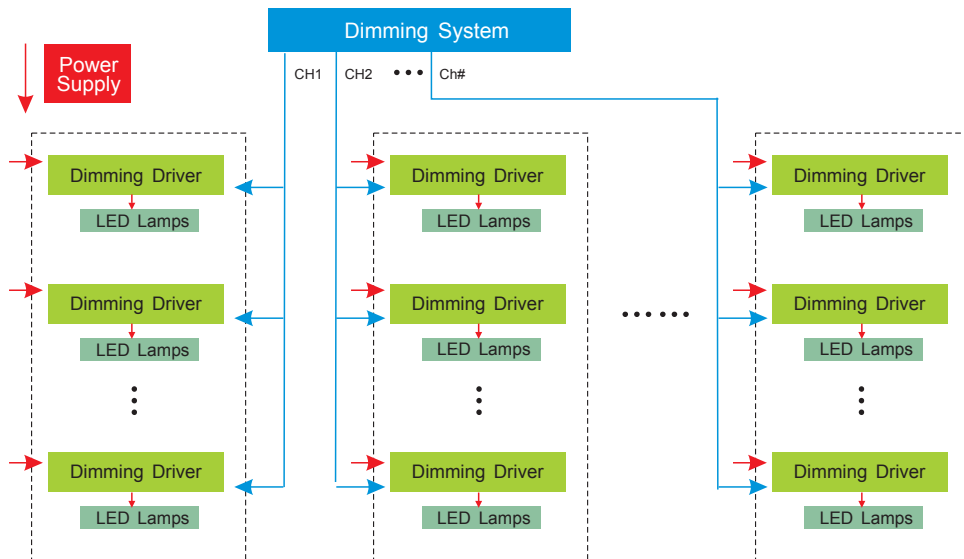 Dimming System
Power
Supply
CH1 CH2 ••• Ch#
Dimming Driver Dimming Driver Dimming Driver
LED Lamps LED Lamps LED Lamps
Dimming Driver Dimming Driver Dimming Driver
LED Lamps LED Lamps LED Lamps
Dimming Driver Dimming Driver Dimming Driver
LED Lamps LED Lamps LED Lamps